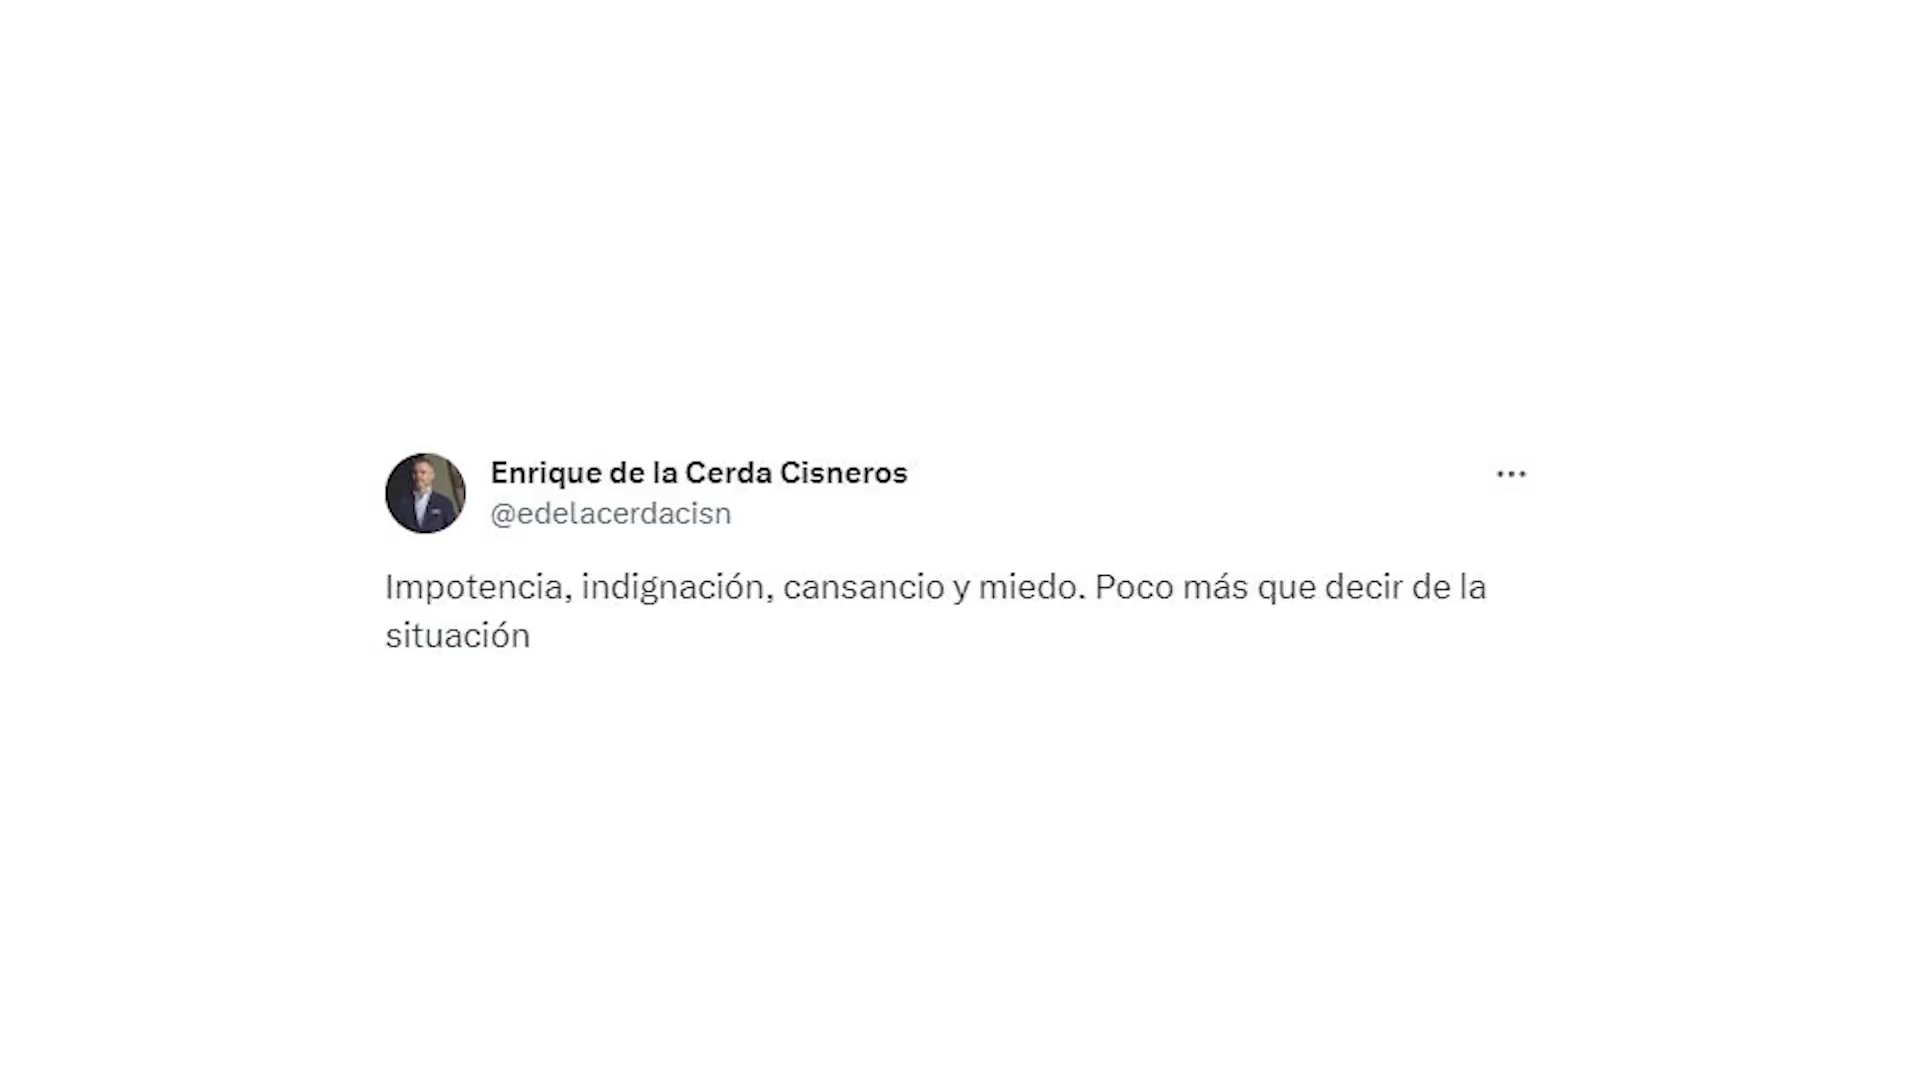 Enrique de la Cerda Cisneros
@edelacerdacisn
Impotencia, indignación, cansancio y miedo. Poco más que decir de la
situación